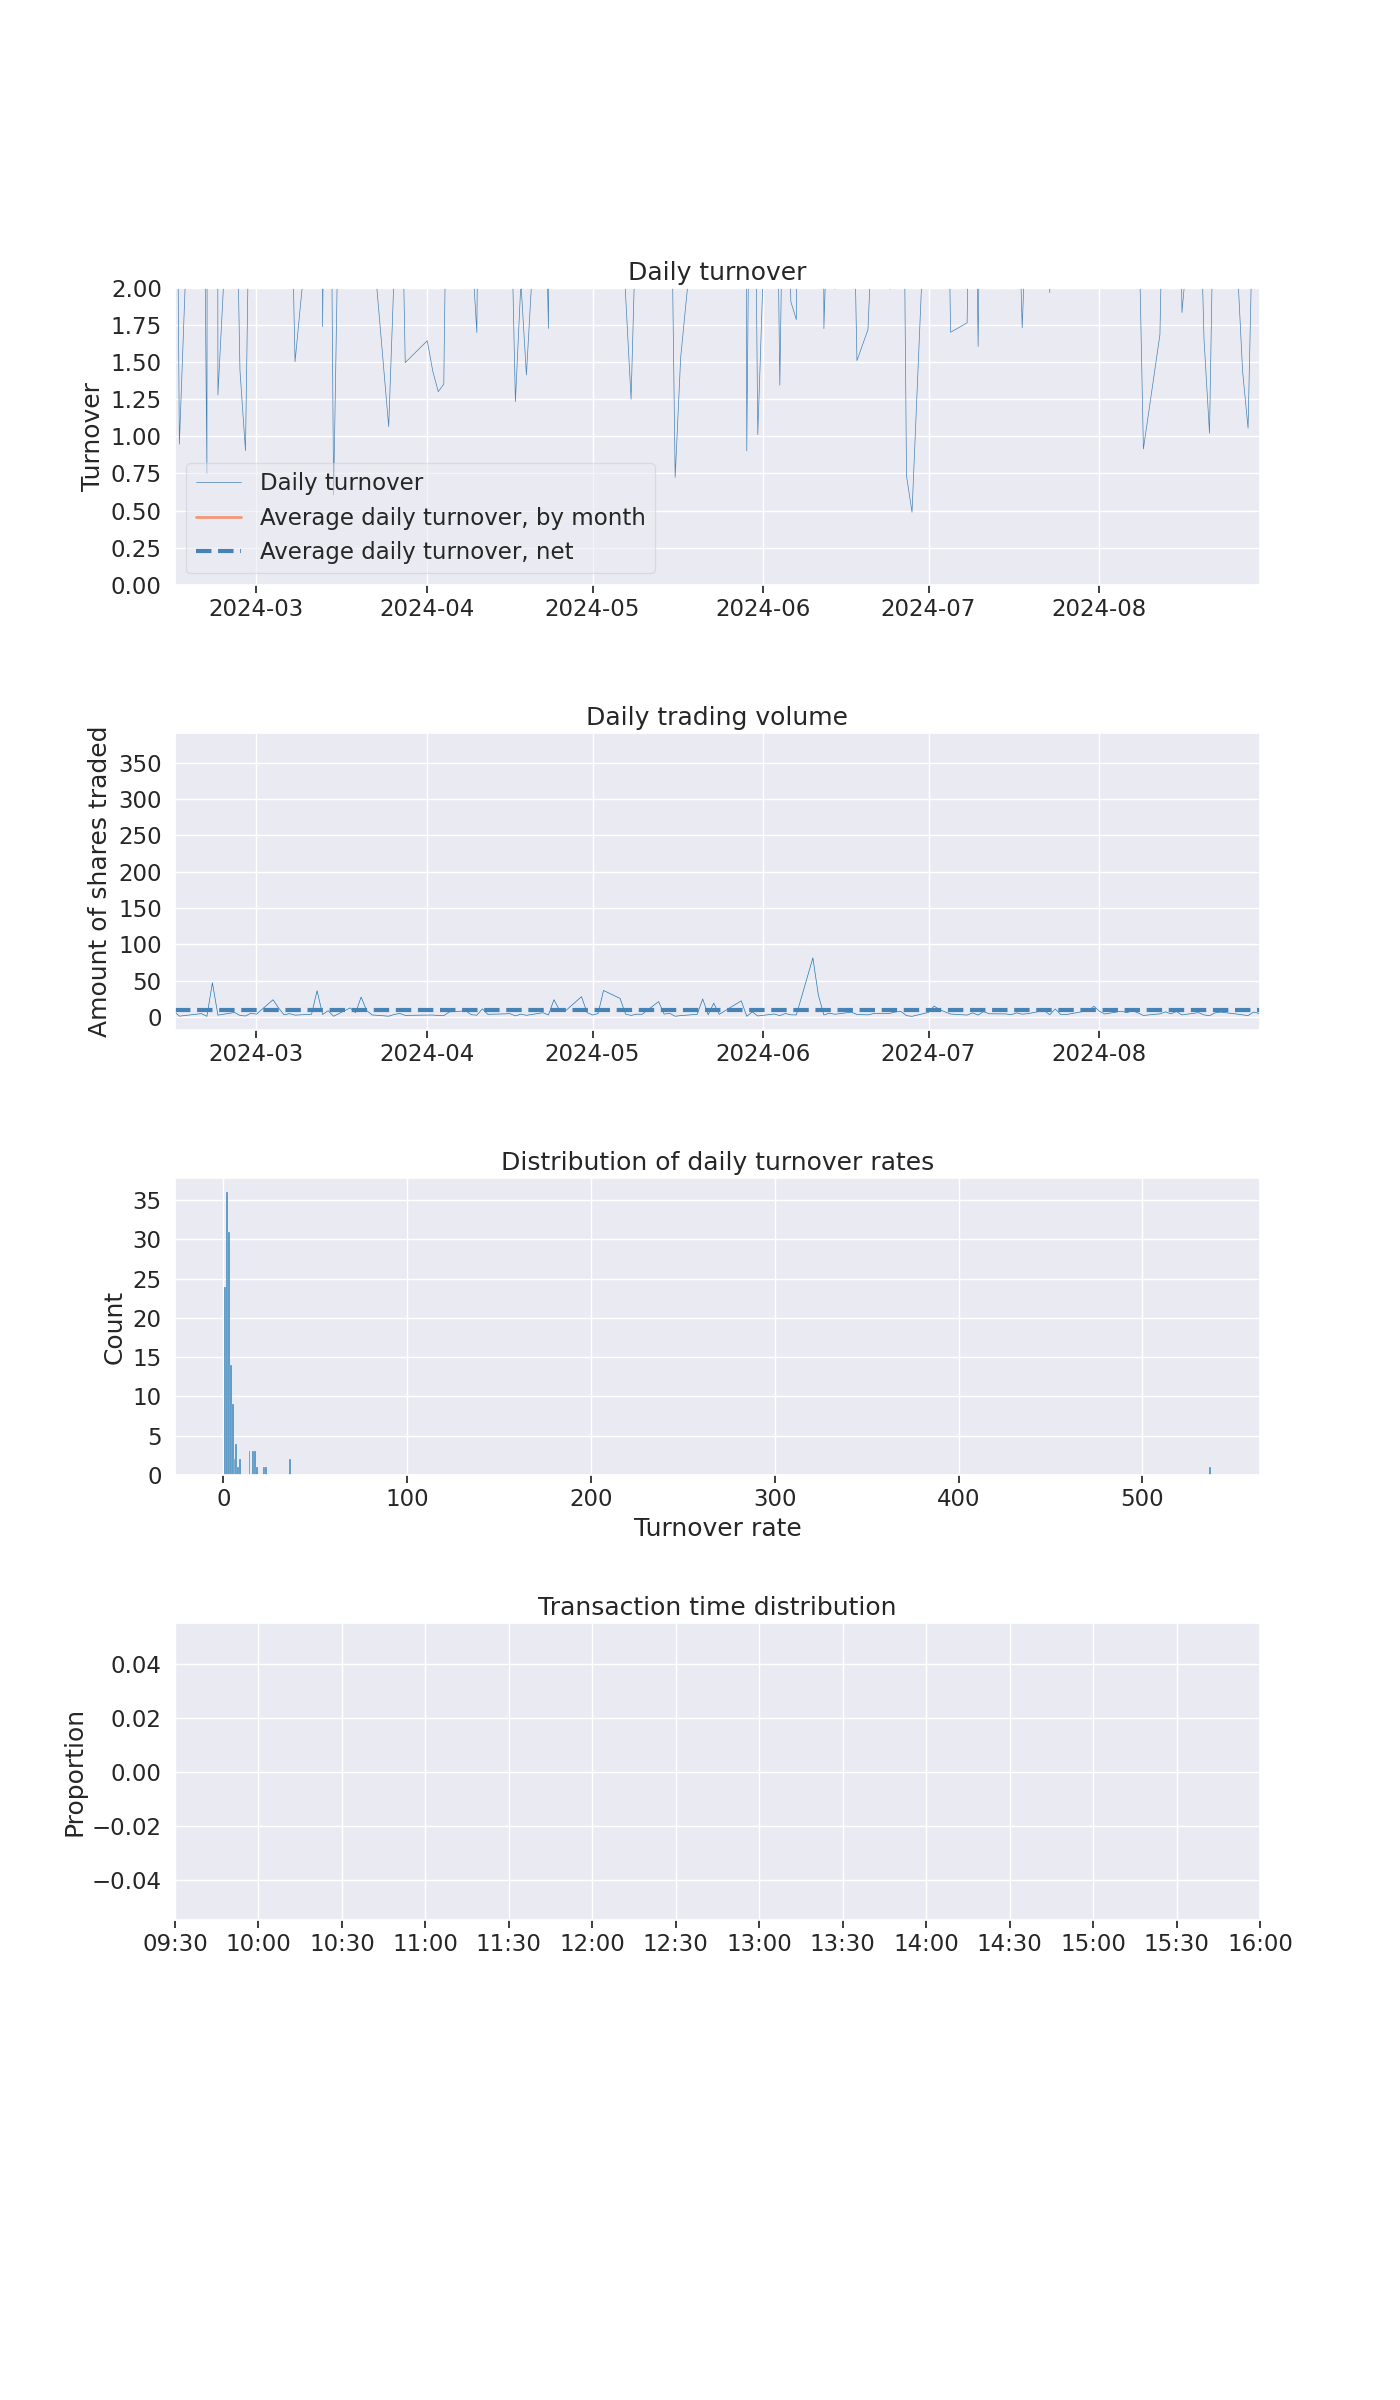 Daily turnover
2.00
1.75
1.50
1.25
1.00
0.75
0.50
0.25
0.00
Turnover
Daily turnover
Average daily turnover, by month
Average daily turnover, net
2024-03 2024-04 2024-05 2024-06 2024-07 2024-08
Daily trading volume
350
300
250
200
150
100
50
0
Amount of shares traded
2024-03 2024-04 2024-05 2024-06 2024-07 2024-08
Distribution of daily turnover rates
35
30
25
20
15
10
5
0
Count
0 100 200 300 400 500
Turnover rate
Transaction time distribution
0.04
0.02
0.00
−0.02
−0.04
Proportion
09:30 10:00 10:30 11:00 11:30 12:00 12:30 13:00 13:30 14:00 14:30 15:00 15:30 16:00